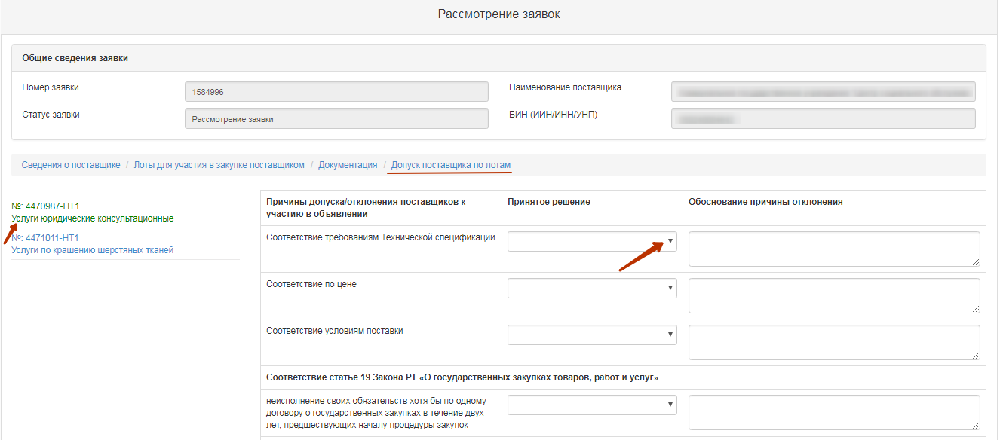 Рассмотрение заявок
Общие сведения заявки
Номер заявки
1584996
Наименование поставщика
Статус заявки
Рассмотрение заявки
БИН (ИИН/ИНН/УНП)
Сведения о поставщике / Лоты для участия в закупке поставщиком / Документация / Допуск поставщика по лотам
№: 4470987-НТ1
Услуги юридические консультационные
№: 4471011-НТ1
Услуги по крашению шерстяных тканей
Причины допуска/отклонения поставщиков к
участию в объявлении
Принятое решение
Обоснование причины отклонения
Соответствие требованиям Технической спецификации
Соответствие по цене
Соответствие условиям поставки
Соответствие статье 19 Закона РТ «О государственных закупках товаров, работ и услуг»
неисполнение своих обязательств хотя бы по одному
договору о государственных закупках в течение двух
лет, предшествующих началу процедуры закупок